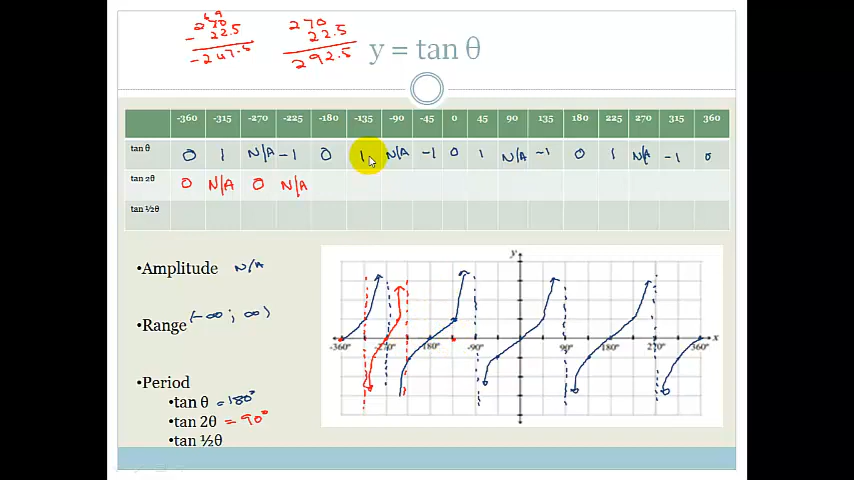 270
- 22.5
-247.5
270
22.5
292.5
y = tan θ
-360 -315 -270 -225 -180 -135 -90 -45 0 45 90 135 180 225 270 315 360
tan θ 0 1 N/A -1 0 1 N/A -1 0 1 N/A -1 0 1 N/A -1 0
tan 2θ 0 N/A 0 N/A
tan ½θ
•Amplitude N/A
•Range (-∞ ; ∞)
•Period
•tan θ = 180°
•tan 2θ = 90°
•tan ½θ
y
x
-360° -270° -180° -90° 90° 180° 270° 360°